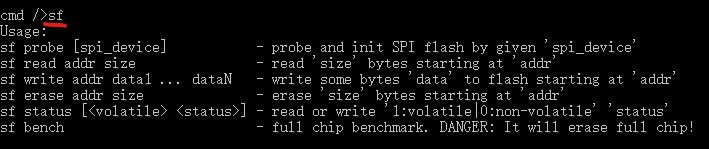 cmd />sf
Usage:
sf probe [spi_device] - probe and init SPI flash by given 'spi_device'
sf read addr size - read 'size' bytes starting at 'addr'
sf write addr data1 ... dataN - write some bytes 'data' to flash starting at 'addr'
sf erase addr size - erase 'size' bytes starting at 'addr'
sf status [<volatile> <status>] - read or write '1:volatile|0:non-volatile' 'status'
sf bench - full chip benchmark. DANGER: It will erase full chip!